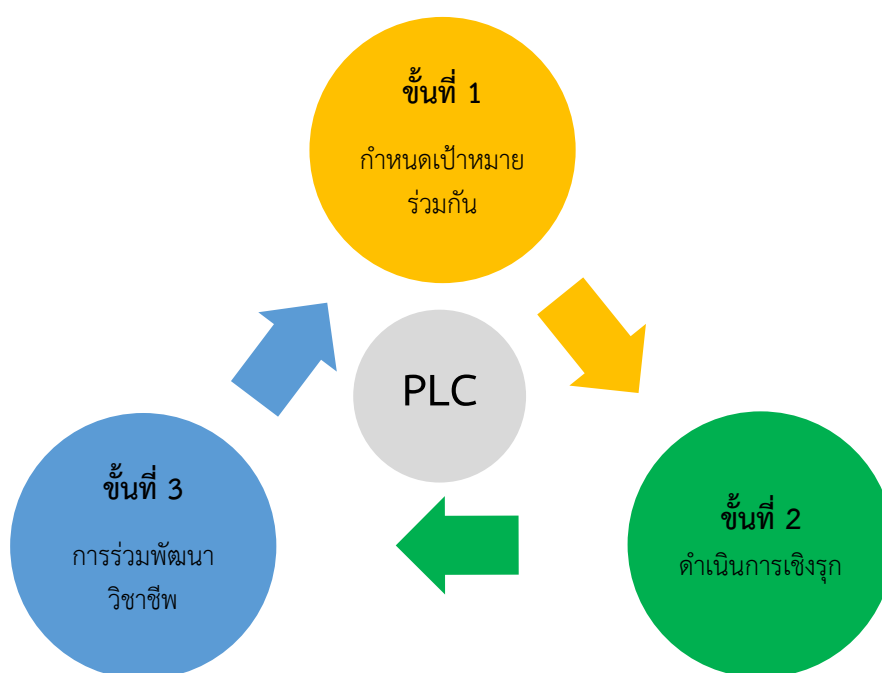 ขั้นที่ 1
กำหนดเป้าหมาย
ร่วมกัน
PLC
ขั้นที่ 2
ดำเนินการเชิงรุก
ขั้นที่ 3
การร่วมพัฒนา
วิชาชีพ